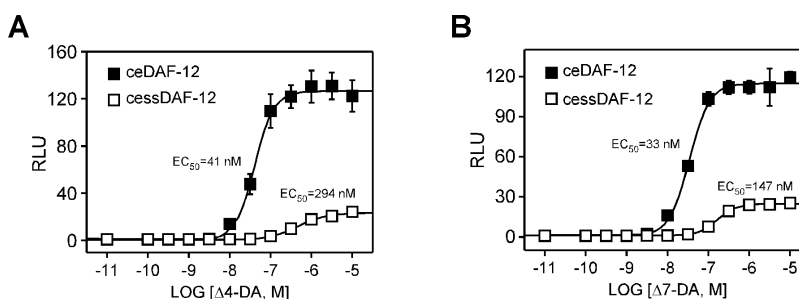 A
B
160
120
80
40
0
RLU
ceDAF-12
cessDAF-12
EC50=41 nM
EC50=294 nM
-11 -10 -9 -8 -7 -6 -5
LOG [Δ4-DA, M]
120
90
60
30
0
RLU
ceDAF-12
cessDAF-12
EC50=33 nM
EC50=147 nM
-11 -10 -9 -8 -7 -6 -5
LOG [Δ7-DA, M]